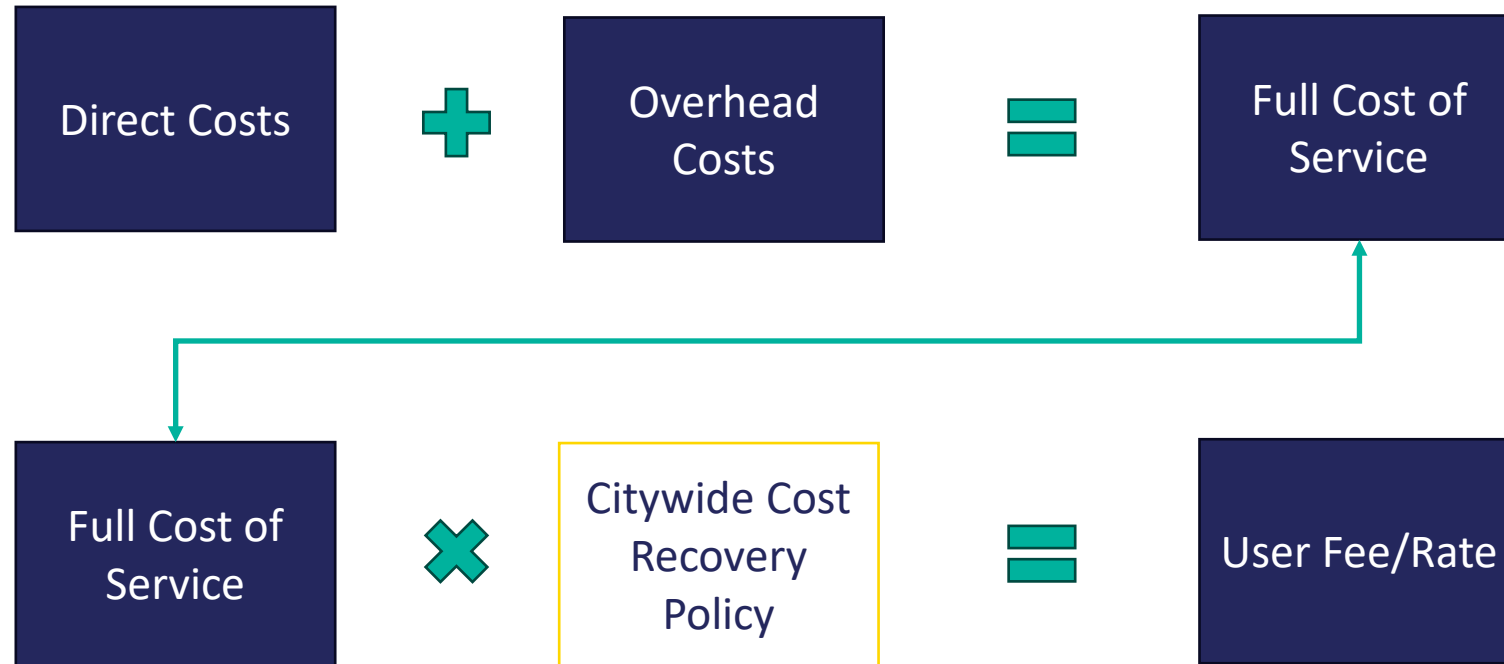 Direct Costs
Overhead
Costs
Full Cost of
Service
Full Cost of
Service
Citywide Cost
Recovery
Policy
User Fee/Rate